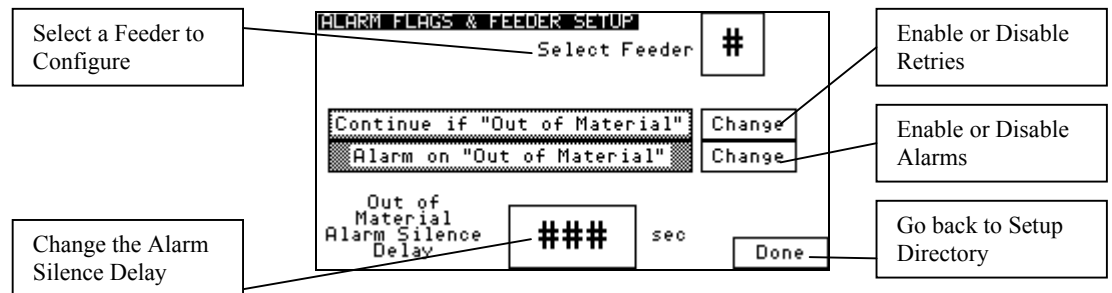 Select a Feeder to
Configure
ALARM FLAGS & FEEDER SETUP
Select Feeder
#
Enable or Disable
Retries
Continue if "Out of Material"
Change
Alarm on "Out of Material"
Change
Enable or Disable
Alarms
Out of
Material
Alarm Silence
Delay
###
sec
Done
Change the Alarm
Silence Delay
Go back to Setup
Directory